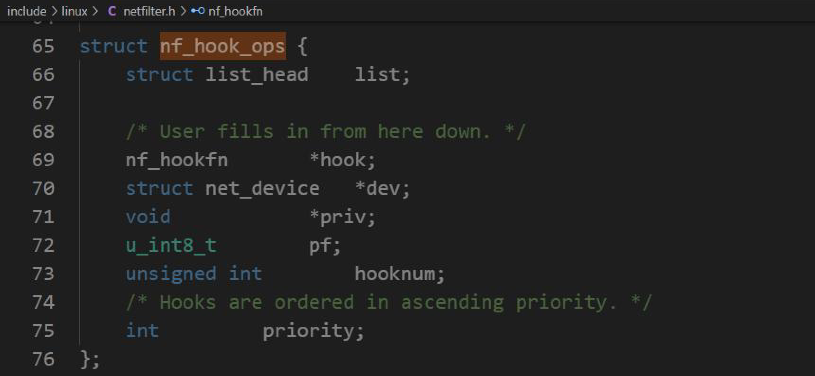 include > linux > C netfilter.h > nf_hookfn
65 struct nf_hook_ops {
66 struct list_head list;
67
68 /* User fills in from here down. */
69 nf_hookfn *hook;
70 struct net_device *dev;
71 void *priv;
72 u_int8_t pf;
73 unsigned int hooknum;
74 /* Hooks are ordered in ascending priority. */
75 int priority;
76 };